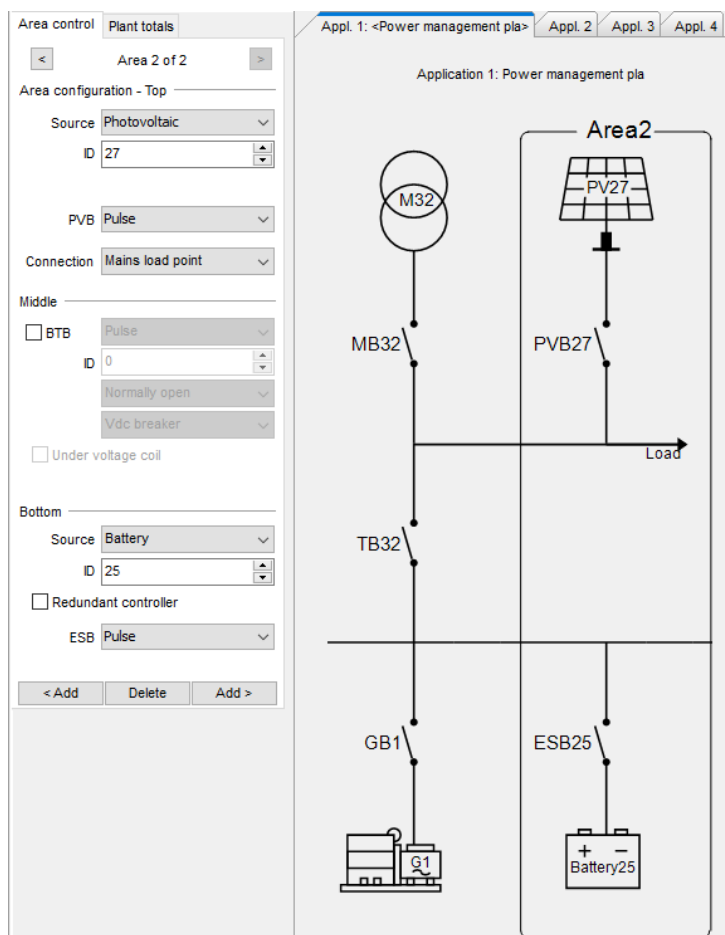 Area control
Plant totals
<
Area 2 of 2
>
Area configuration - Top
Source Photovoltaic
ID 27
PVB Pulse
Connection Mains load point
Middle
BTB Pulse
ID 0
Normally open
Vdc breaker
Under voltage coil
Bottom
Source Battery
ID 25
Redundant controller
ESB Pulse
< Add
Delete
Add >
Appl. 1: <Power management pla>
Appl. 2
Appl. 3
Appl. 4
Application 1: Power management pla
Area2
M32
PV27
MB32
PVB27
Load
TB32
GB1
ESB25
G1
+ −
Battery25